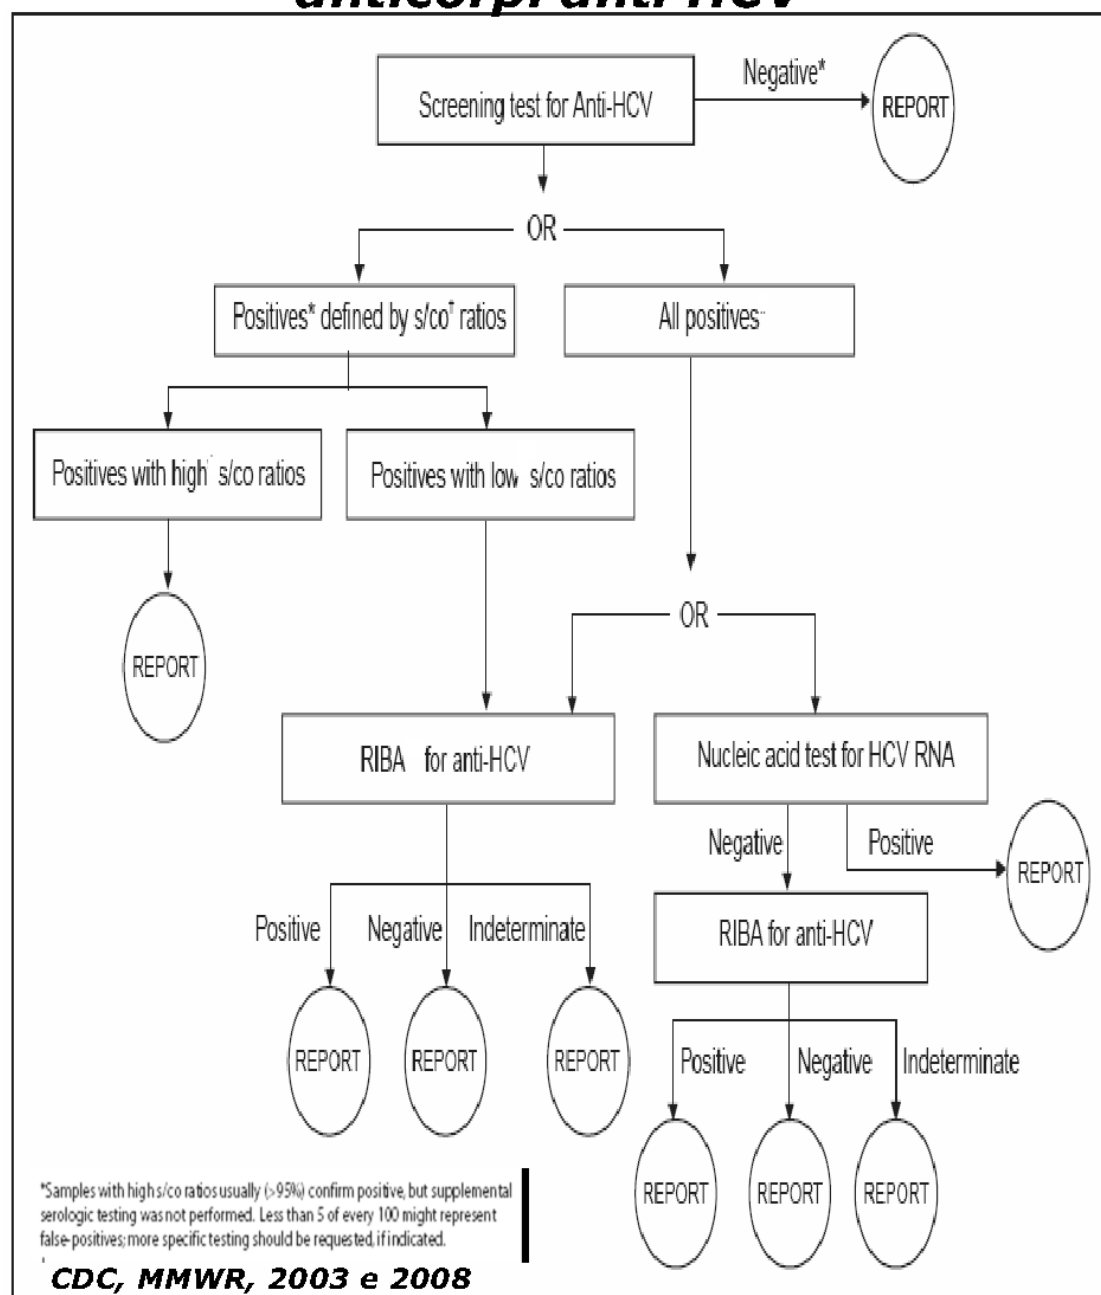 anticorpi anti-HCV
Screening test for Anti-HCV
Negative*
REPORT
OR
Positives* defined by s/co† ratios
All positives
Positives with high s/co ratios
Positives with low s/co ratios
REPORT
OR
RIBA for anti-HCV
Nucleic acid test for HCV RNA
Negative
Positive
REPORT
Positive
Negative
Indeterminate
RIBA for anti-HCV
REPORT
REPORT
REPORT
Positive
Negative
Indeterminate
REPORT
REPORT
REPORT
*Samples with high s/co ratios usually (>95%) confirm positive, but supplemental
serologic testing was not performed. Less than 5 of every 100 might represent
false-positives; more specific testing should be requested, if indicated.
CDC, MMWR, 2003 e 2008